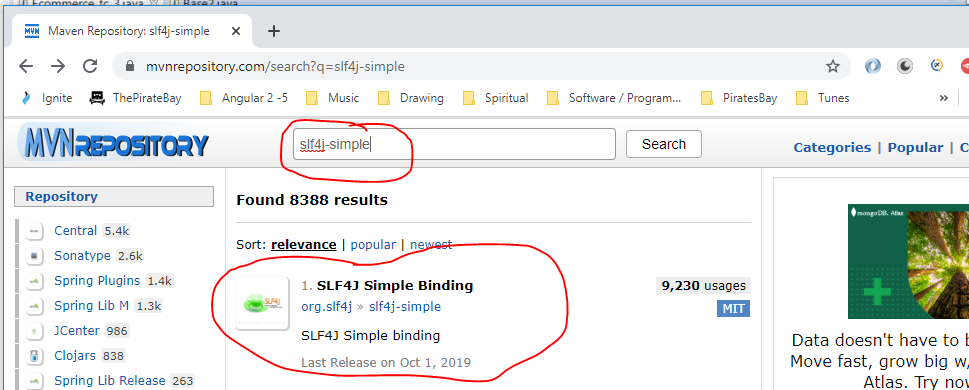 Ecommerce_tc_3.java Base2.java
Maven Repository: slf4j-simple
mvnrepository.com/search?q=slf4j-simple
Ignite ThePirateBay Angular 2 -5 Music Drawing Spiritual Software / Program... PiratesBay Tunes »
MVNREPOSITORY slf4j-simple Search Categories | Popular | C
Repository
Central 5.4k
Sonatype 2.6k
Spring Plugins 1.4k
Spring Lib M 1.3k
JCenter 986
Clojars 838
Spring Lib Release 263
Found 8388 results
Sort: relevance | popular | newest
SLF4J
1. SLF4J Simple Binding
9,230 usages
org.slf4j » slf4j-simple
MIT
SLF4J Simple binding
Last Release on Oct 1, 2019
mongoDB. Atlas
Data doesn't have to b
Move fast, grow big w
Atlas. Try now